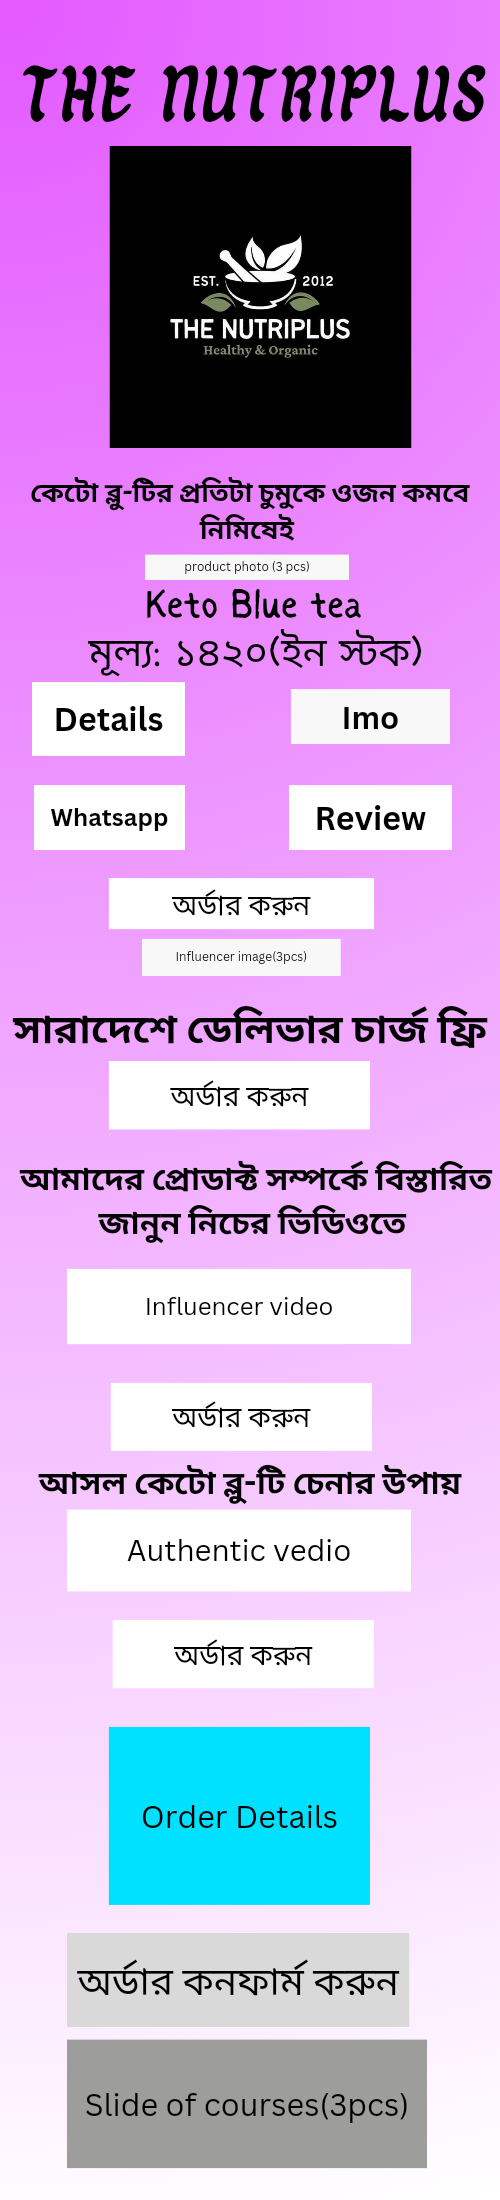 THE NUTRIPLUS
EST. 2012
THE NUTRIPLUS
Healthy & Organic
কেটো ব্লু-টির প্রতিটা চুমুকে ওজন কমবে
নিমিষেই
product photo (3 pcs)
Keto Blue tea
মূল্য: ১৪২০(ইন স্টক)
Details
Imo
Whatsapp
Review
অর্ডার করুন
Influencer image(3pcs)
সারাদেশে ডেলিভার চার্জ ফ্রি
অর্ডার করুন
আমাদের প্রোডাক্ট সম্পর্কে বিস্তারিত
জানুন নিচের ভিডিওতে
Influencer video
অর্ডার করুন
আসল কেটো ব্লু-টি চেনার উপায়
Authentic vedio
অর্ডার করুন
Order Details
অর্ডার কনফার্ম করুন
Slide of courses(3pcs)